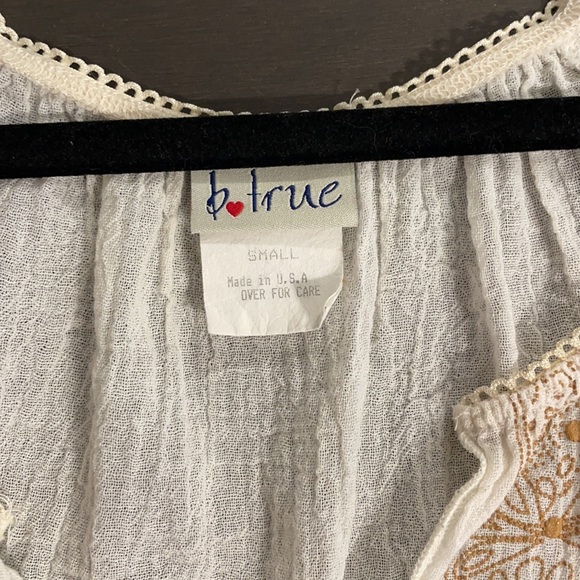 b.true
SMALL
Made in U.S.A
OVER FOR CARE